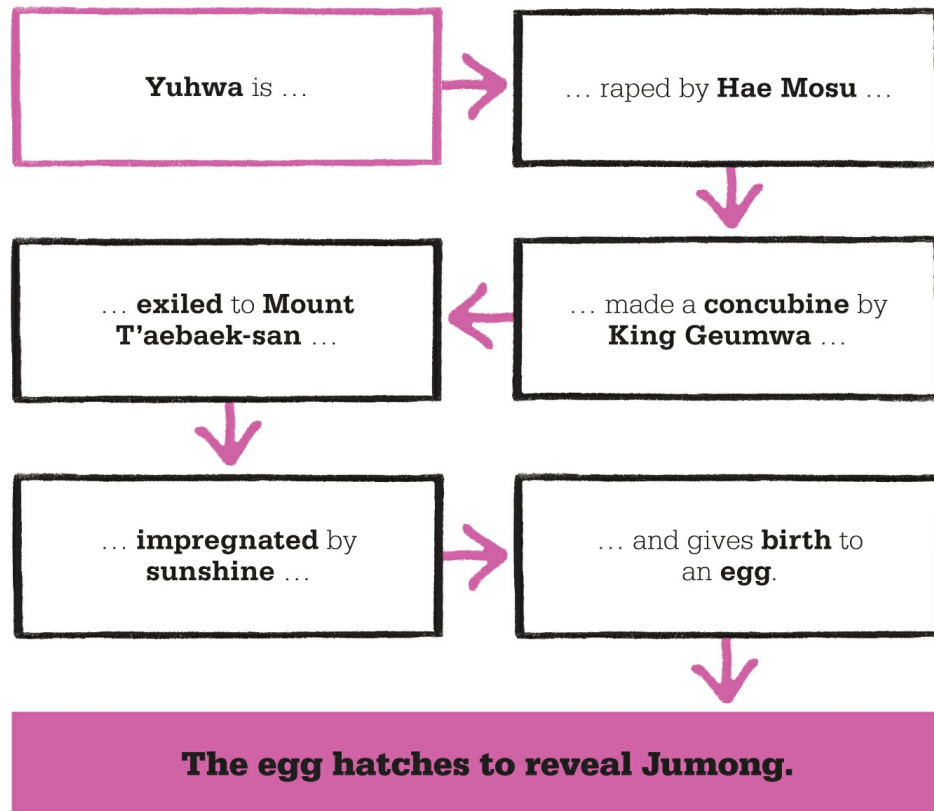 Yuhwa is …
… raped by Hae Mosu …
… made a concubine by
King Geumwa …
… exiled to Mount
T’aebaek-san …
… impregnated by
sunshine …
… and gives birth to
an egg.
The egg hatches to reveal Jumong.